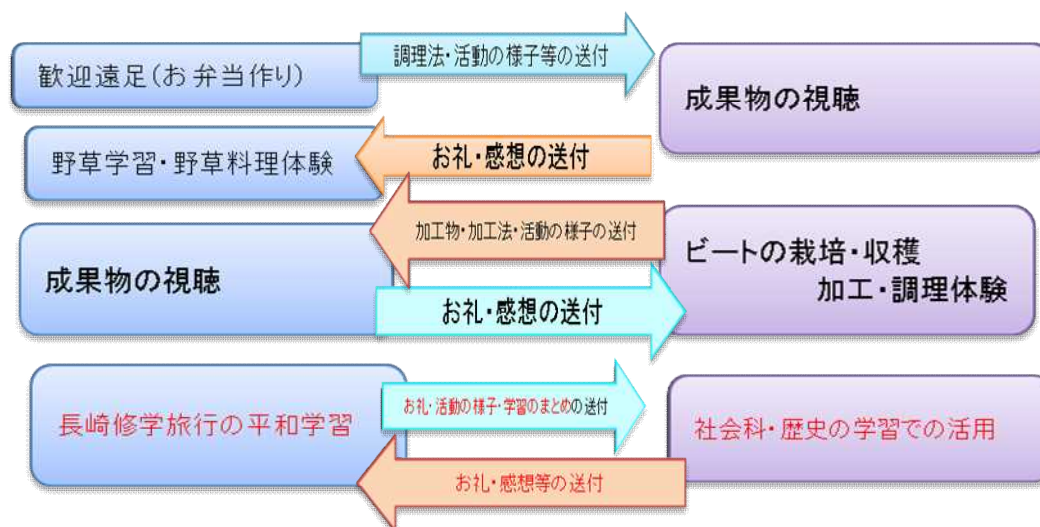 調理法・活動の様子等の送付
歓迎遠足(お弁当作り)
成果物の視聴
野草学習・野草料理体験
お礼・感想の送付
加工物・加工法・活動の様子の送付
成果物の視聴
ビートの栽培・収穫
加工・調理体験
お礼・感想の送付
長崎修学旅行の平和学習
お礼・活動の様子・学習のまとめの送付
社会科・歴史の学習での活用
お礼・感想等の送付